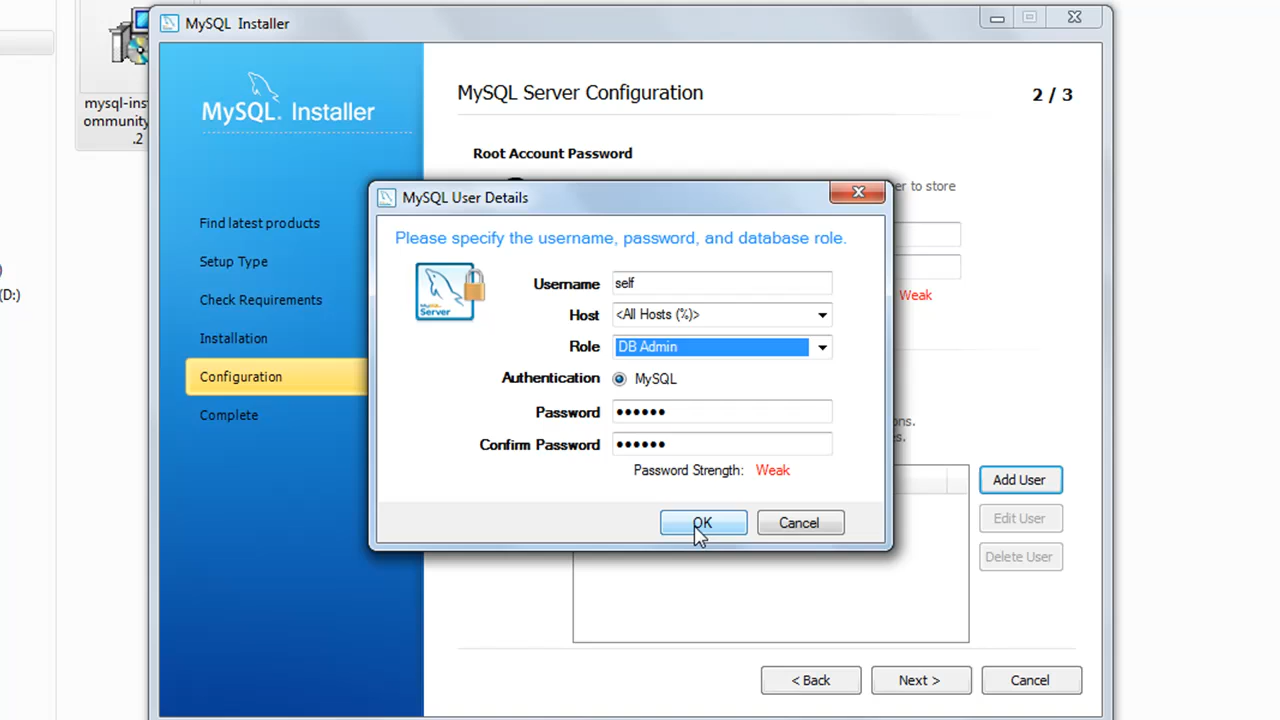 MySQL Installer
mysql-ins
ommunity
.2
(D:)
MySQL. Installer
Find latest products
Setup Type
Check Requirements
Installation
Configuration
Complete
MySQL Server Configuration
2 / 3
Root Account Password
er to store
Weak
MySQL User Details
Please specify the username, password, and database role.
MySQL
Server
Username self
Host <All Hosts (%)>
Role DB Admin
Authentication MySQL
Password ●●●●●●
Confirm Password ●●●●●●
Password Strength: Weak
OK Cancel
ons.
s.
Add User
Edit User
Delete User
< Back Next > Cancel